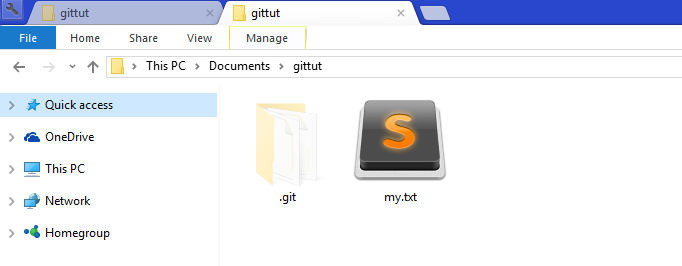 gittut
gittut
File Home Share View Manage
This PC Documents gittut
Quick access
OneDrive
This PC
Network
Homegroup
S
.git
my.txt